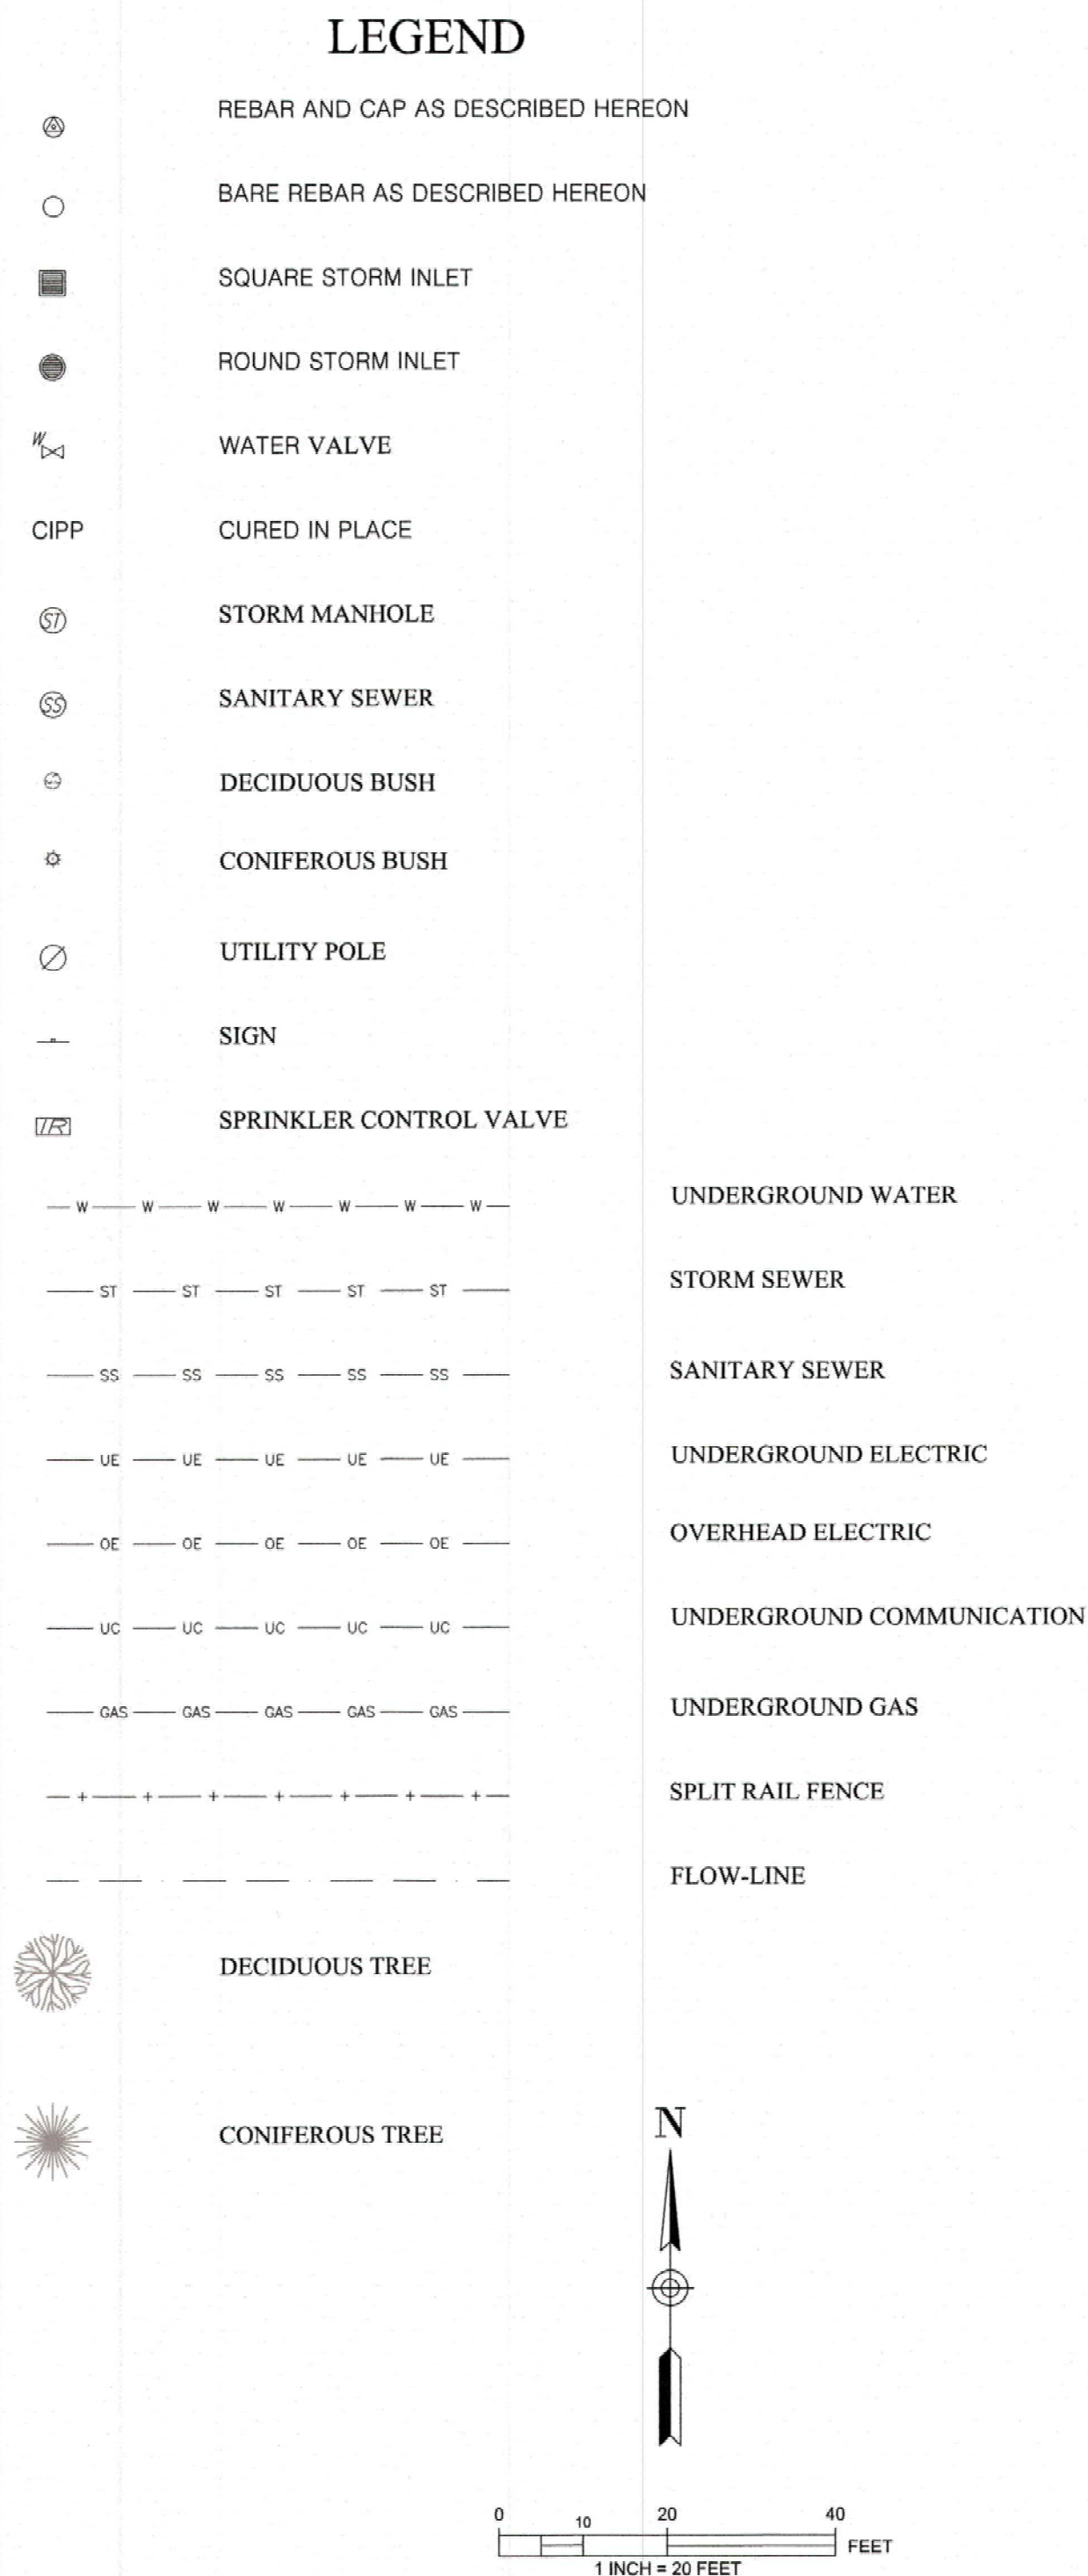 LEGEND
REBAR AND CAP AS DESCRIBED HEREON
BARE REBAR AS DESCRIBED HEREON
SQUARE STORM INLET
ROUND STORM INLET
W WATER VALVE
CIPP CURED IN PLACE
ST STORM MANHOLE
SS SANITARY SEWER
DECIDUOUS BUSH
CONIFEROUS BUSH
UTILITY POLE
SIGN
IR SPRINKLER CONTROL VALVE
W W W W W W W UNDERGROUND WATER
ST ST ST ST ST STORM SEWER
SS SS SS SS SS SANITARY SEWER
UE UE UE UE UE UNDERGROUND ELECTRIC
OE OE OE OE OE OVERHEAD ELECTRIC
UC UC UC UC UC UNDERGROUND COMMUNICATION
GAS GAS GAS GAS GAS UNDERGROUND GAS
+ + + + + + + SPLIT RAIL FENCE
FLOW-LINE
DECIDUOUS TREE
CONIFEROUS TREE
N
0 10 20 40
FEET
1 INCH = 20 FEET